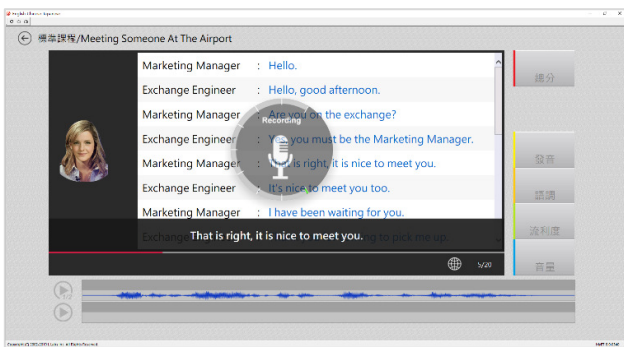 標準課程/Meeting Someone At The Airport
Marketing Manager : Hello.
Exchange Engineer : Hello, good afternoon.
Marketing Manager : Are you on the exchange?
Recording
Exchange Engineer : Yes, you must be the Marketing Manager.
Marketing Manager : That is right, it is nice to meet you.
Exchange Engineer : It's nice to meet you too.
Marketing Manager : I have been waiting for you.
That is right, it is nice to meet you.
5/20
總分
發音
語調
流利度
音量